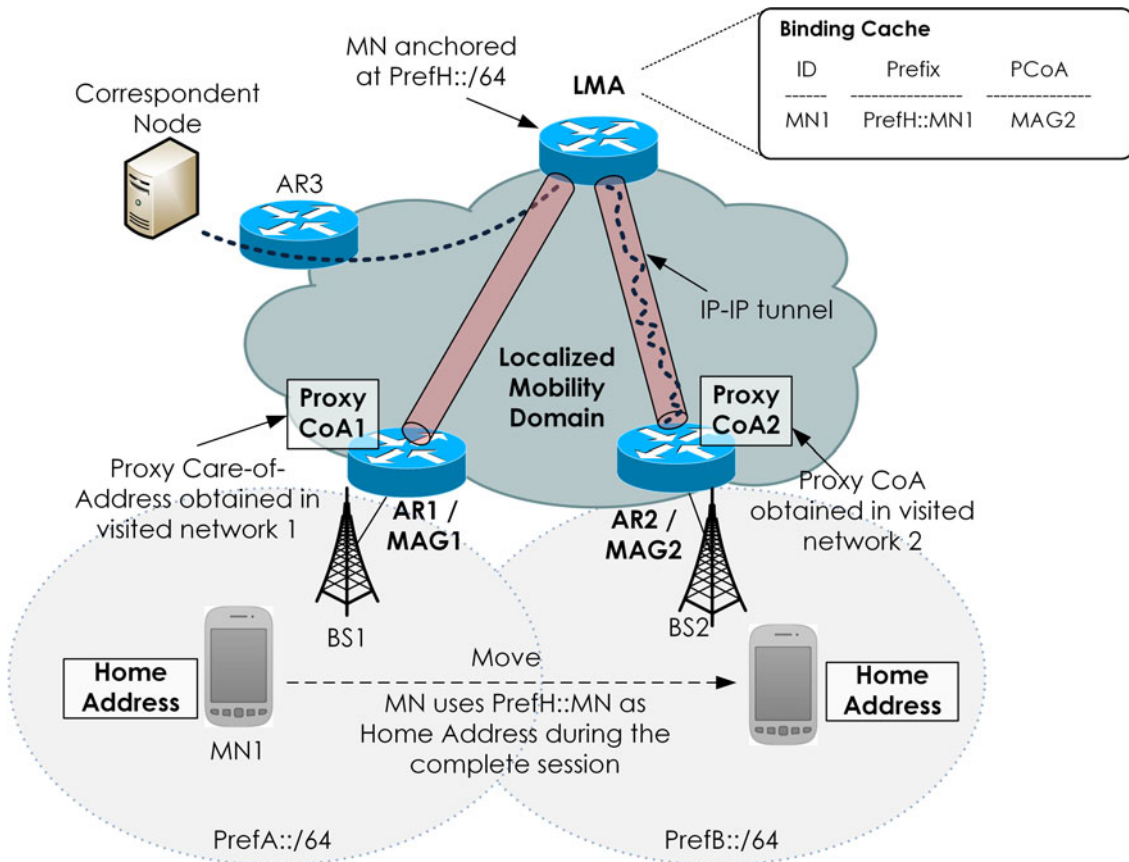 MN anchored
at PrefH::/64
LMA
Binding Cache
ID Prefix PCoA
------ ---------------- ---------------
MN1 PrefH::MN1 MAG2
Correspondent
Node
AR3
IP-IP tunnel
Localized
Mobility
Domain
Proxy
CoA1
Proxy
CoA2
Proxy Care-of-
Address obtained in
visited network 1
Proxy CoA
obtained in visited
network 2
AR1 /
MAG1
AR2 /
MAG2
BS1
BS2
Home
Address
MN1
Move
MN uses PrefH::MN as
Home Address during the
complete session
Home
Address
PrefA::/64
PrefB::/64